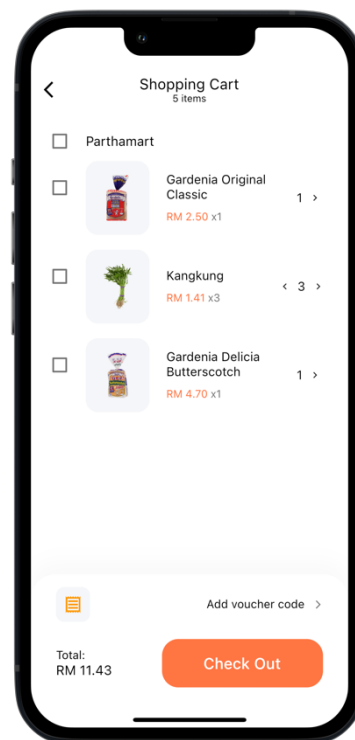 Shopping Cart
5 items
Parthamart
Gardenia Original
Classic
1
RM 2.50 x1
Kangkung
3
RM 1.41 x3
Gardenia Delicia
Butterscotch
1
RM 4.70 x1
Add voucher code
Total:
RM 11.43
Check Out